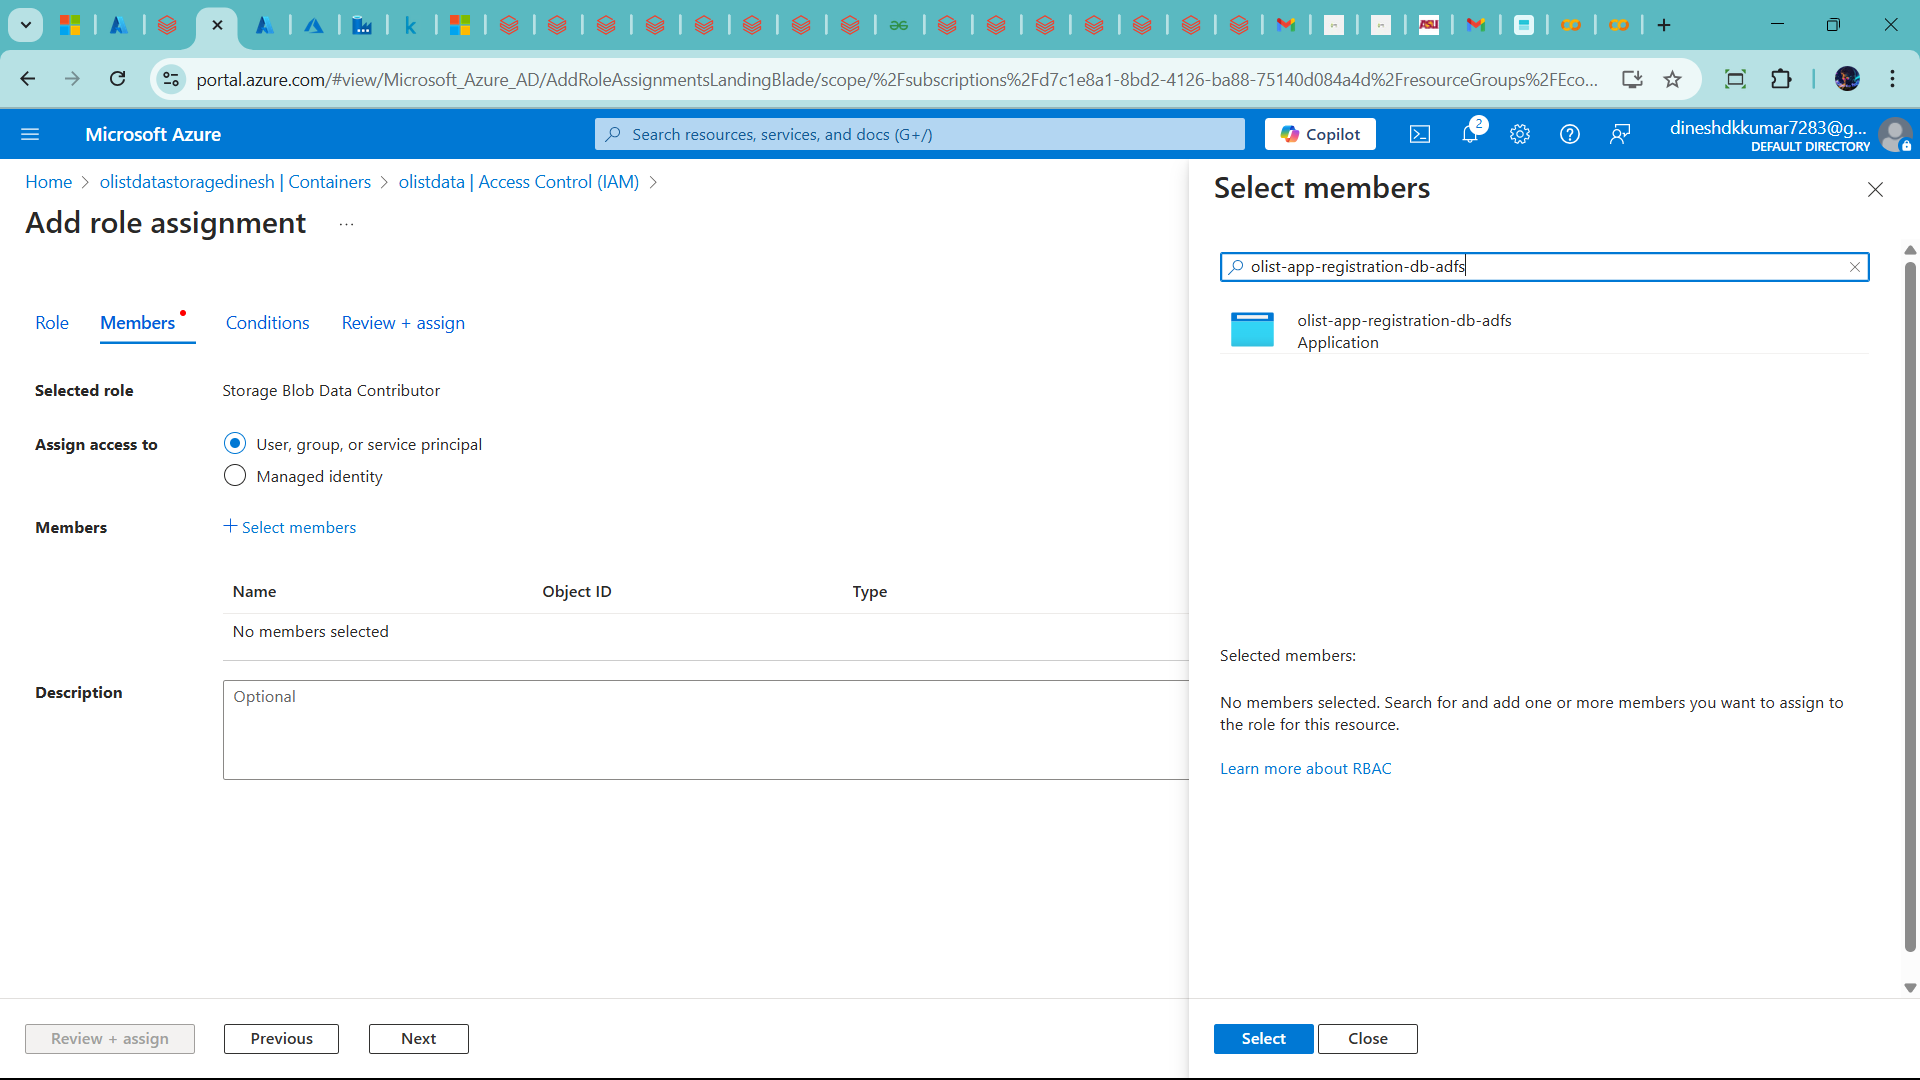 portal.azure.com/#view/Microsoft_Azure_AD/AddRoleAssignmentsLandingBlade/scope/%2Fsubscriptions%2Fd7c1e8a1-8bd2-4126-ba88-75140d084a4d%2FresourceGroups%2FEco...
Microsoft Azure
Search resources, services, and docs (G+/)
Copilot
2
dineshdkkumar7283@g...
DEFAULT DIRECTORY
Home > olistdatastoragedinesh | Containers > olistdata | Access Control (IAM) >
Add role assignment ...
Role
Members
Conditions
Review + assign
Selected role
Storage Blob Data Contributor
Assign access to
User, group, or service principal
Managed identity
Members
+ Select members
Name
Object ID
Type
No members selected
Description
Optional
Review + assign
Previous
Next
Select members
olist-app-registration-db-adfs
olist-app-registration-db-adfs
Application
Selected members:
No members selected. Search for and add one or more members you want to assign to
the role for this resource.
Learn more about RBAC
Select
Close